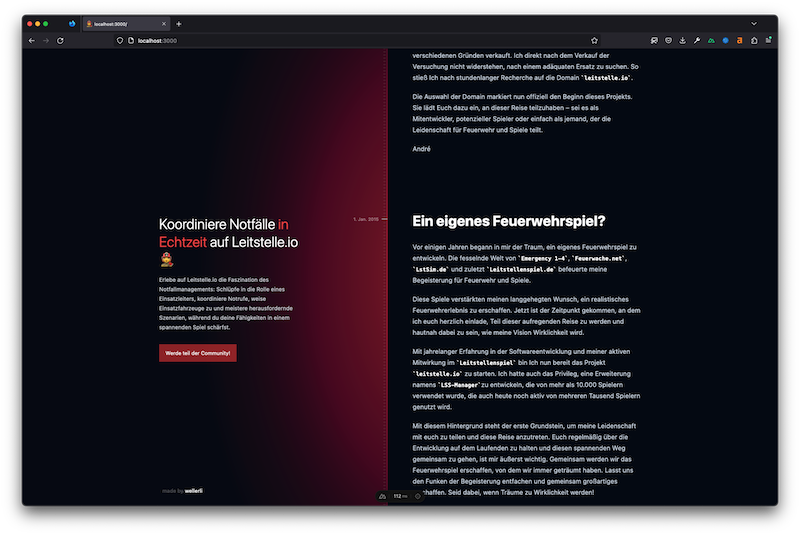 localhost:3000/
localhost:3000
verschiedenen Gründen verkauft. Ich direkt nach dem Verkauf der
Versuchung nicht widerstehen, nach einem adäquaten Ersatz zu suchen. So
stieß Ich nach stundenlanger Recherche auf die Domain `leitstelle.io`.
Die Auswahl der Domain markiert nun offiziell den Beginn dieses Projekts.
Sie lädt Euch dazu ein, an dieser Reise teilzuhaben – sei es als
Mitentwickler, potenzieller Spieler oder einfach als jemand, der die
Leidenschaft für Feuerwehr und Spiele teilt.
André
Koordiniere Notfälle in
Echtzeit auf Leitstelle.io
Erlebe auf Leitstelle.io die Faszination des
Notfallmanagements: Schlüpfe in die Rolle eines
Einsatzleiters, koordiniere Notrufe, weise
Einsatzfahrzeuge zu und meistere herausfordernde
Szenarien, während du deine Fähigkeiten in einem
spannenden Spiel schärfst.
Werde teil der Community!
made by wellerli
1. Jan. 2016
Ein eigenes Feuerwehrspiel?
Vor einigen Jahren begann in mir der Traum, ein eigenes Feuerwehrspiel zu
entwickeln. Die fesselnde Welt von `Emergency 1-4`, `Feuerwache.net`,
`LstSim.de` und zuletzt `Leitstellenspiel.de` befeuerte meine
Begeisterung für Feuerwehr und Spiele.
Diese Spiele verstärkten meinen langgehegten Wunsch, ein realistisches
Feuerwehrerlebnis zu erschaffen. Jetzt ist der Zeitpunkt gekommen, an dem
ich euch herzlich einlade, Teil dieser aufregenden Reise zu werden und
hautnah dabei zu sein, wie meine Vision Wirklichkeit wird.
Mit jahrelanger Erfahrung in der Softwareentwicklung und meiner aktiven
Mitwirkung im `Leitstellenspiel` bin Ich nun bereit das Projekt
`leitstelle.io` zu starten. Ich hatte auch das Privileg, eine Erweiterung
namens `LSS-Manager` zu entwickeln, die von mehr als 10.000 Spielern
verwendet wurde, die auch heute noch aktiv von mehreren Tausend Spielern
genutzt wird.
Mit diesem Hintergrund steht der erste Grundstein, um meine Leidenschaft
mit euch zu teilen und diese Reise anzutreten. Euch regelmäßig über die
Entwicklung auf dem Laufenden zu halten und diesen spannenden Weg
gemeinsam zu gehen, ist mir äußerst wichtig. Gemeinsam werden wir das
Feuerwehrspiel erschaffen, von dem wir immer geträumt haben. Lasst uns
den Funken der Begeisterung entfachen und gemeinsam großartiges
schaffen. Seid dabei, wenn Träume zu Wirklichkeit werden!
112 ms